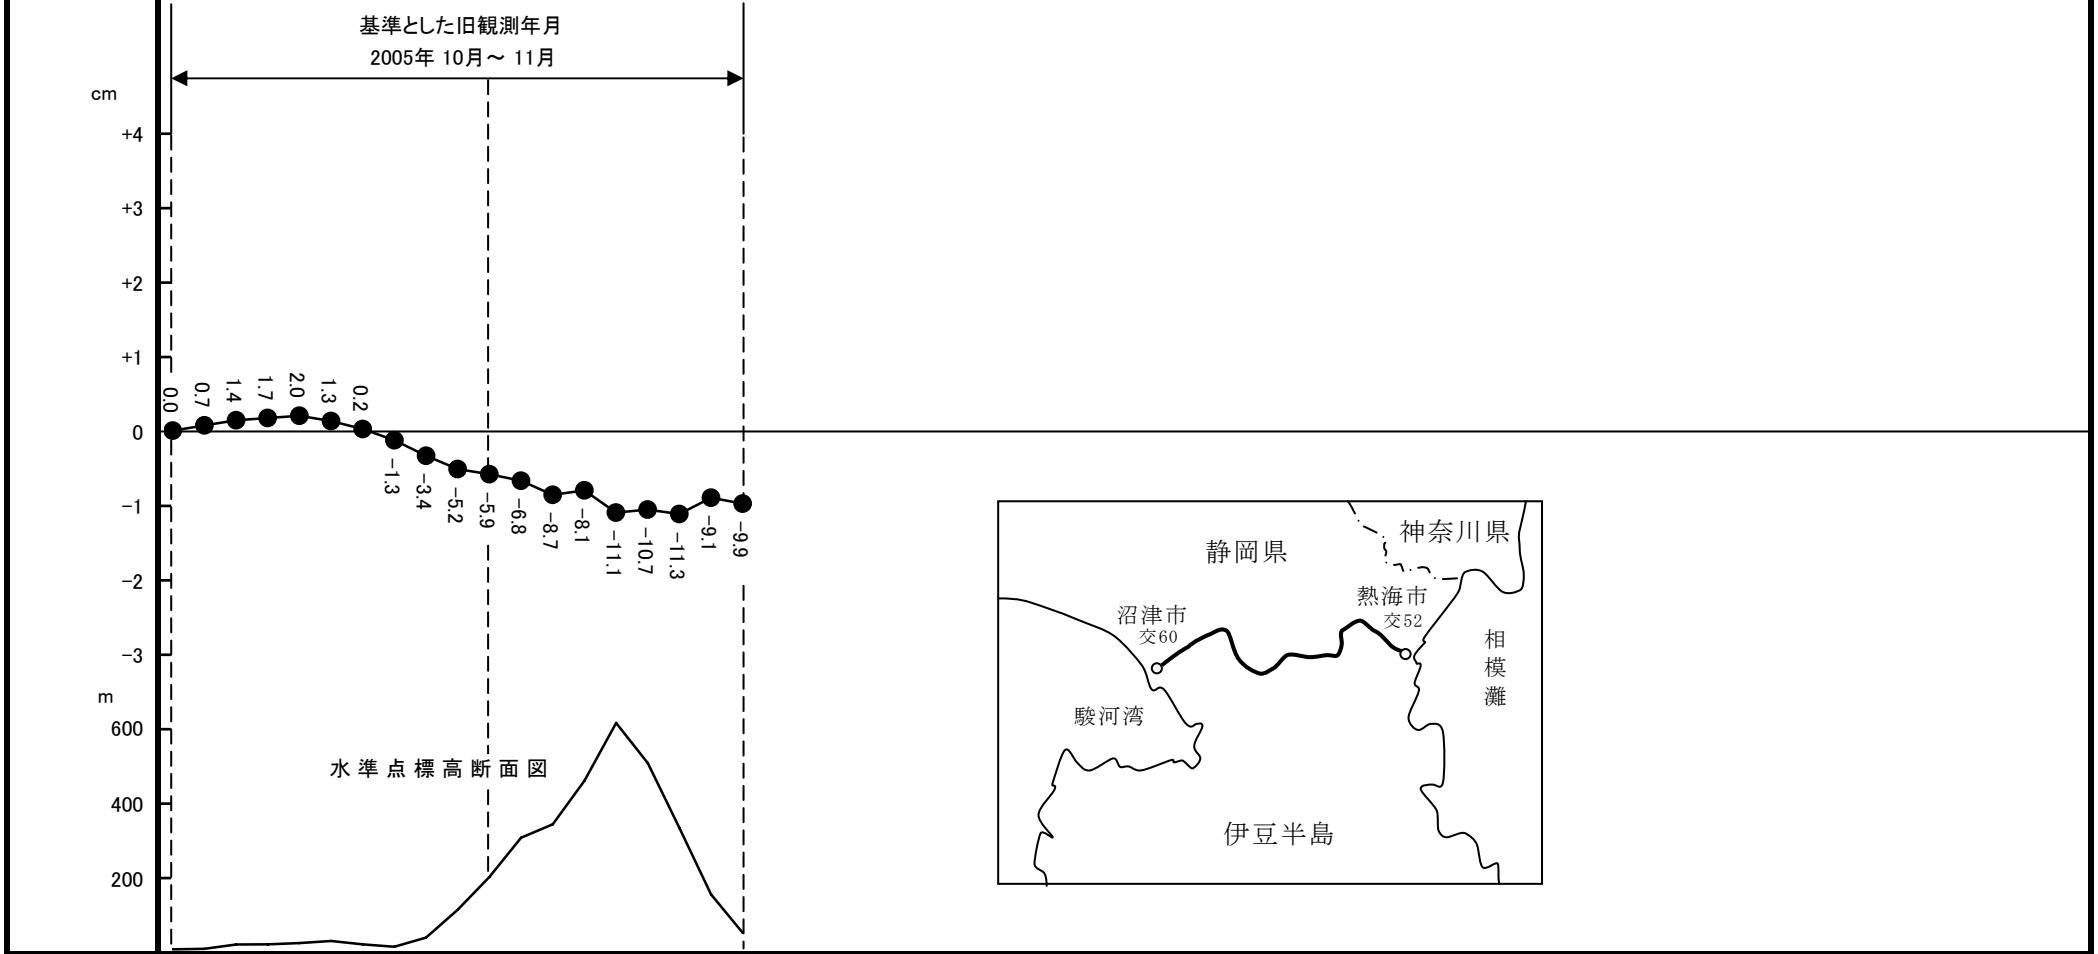 基準とした旧観測年月
2005年 10月～ 11月
cm
+4
+3
+2
+1
0
-1
-2
-3
0.0
0.7
1.4
1.7
2.0
1.3
0.2
-1.3
-3.4
-5.2
-5.9
-6.8
-8.7
-8.1
-11.1
-10.7
-11.3
-9.1
-9.9
m
600
400
200
水準点標高断面図
神奈川県
静岡県
熱海市
交52
沼津市
交60
相模灘
駿河湾
伊豆半島